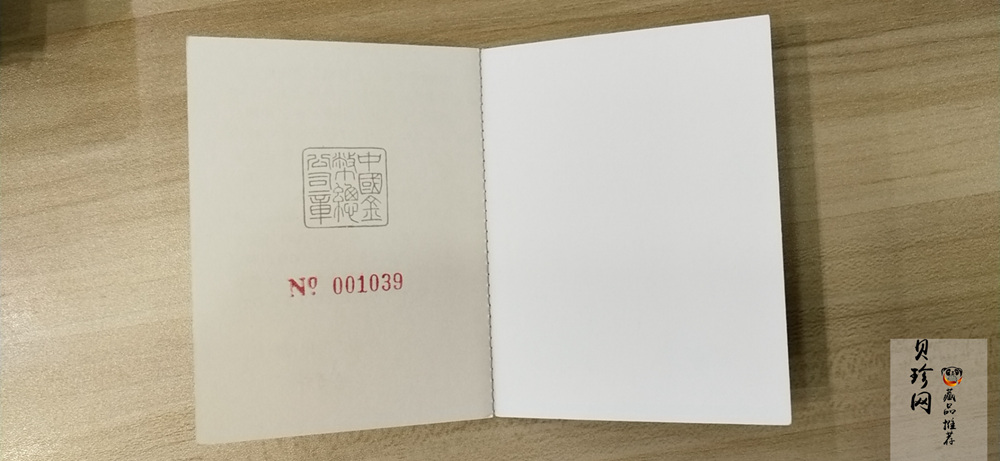 中國金
幣總
公司章
Nº 001039
贝珍网
藏品推荐